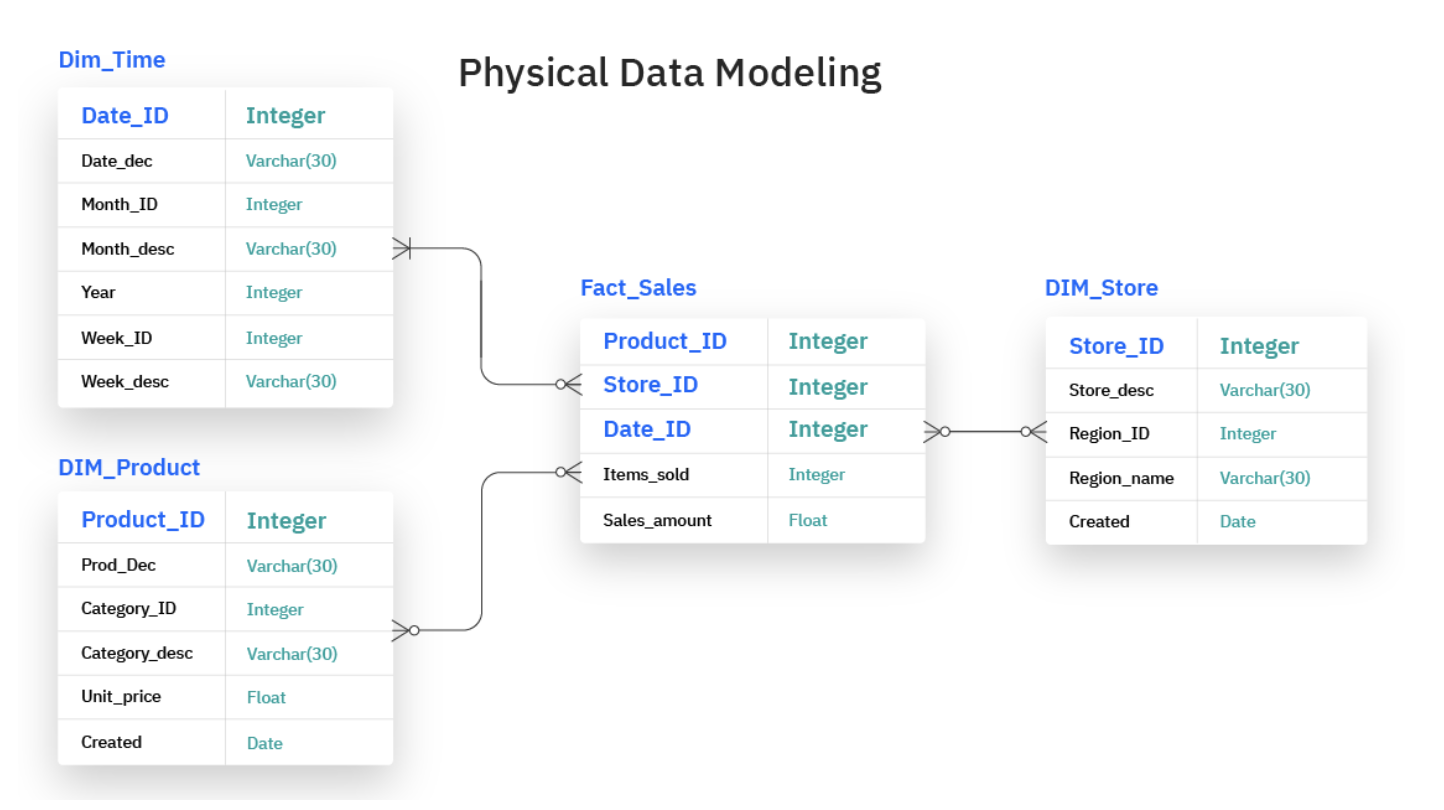 Physical Data Modeling
Dim_Time
Date_ID Integer
Date_dec Varchar(30)
Month_ID Integer
Month_desc Varchar(30)
Year Integer
Week_ID Integer
Week_desc Varchar(30)
DIM_Product
Product_ID Integer
Prod_Dec Varchar(30)
Category_ID Integer
Category_desc Varchar(30)
Unit_price Float
Created Date
Fact_Sales
Product_ID Integer
Store_ID Integer
Date_ID Integer
Items_sold Integer
Sales_amount Float
DIM_Store
Store_ID Integer
Store_desc Varchar(30)
Region_ID Integer
Region_name Varchar(30)
Created Date